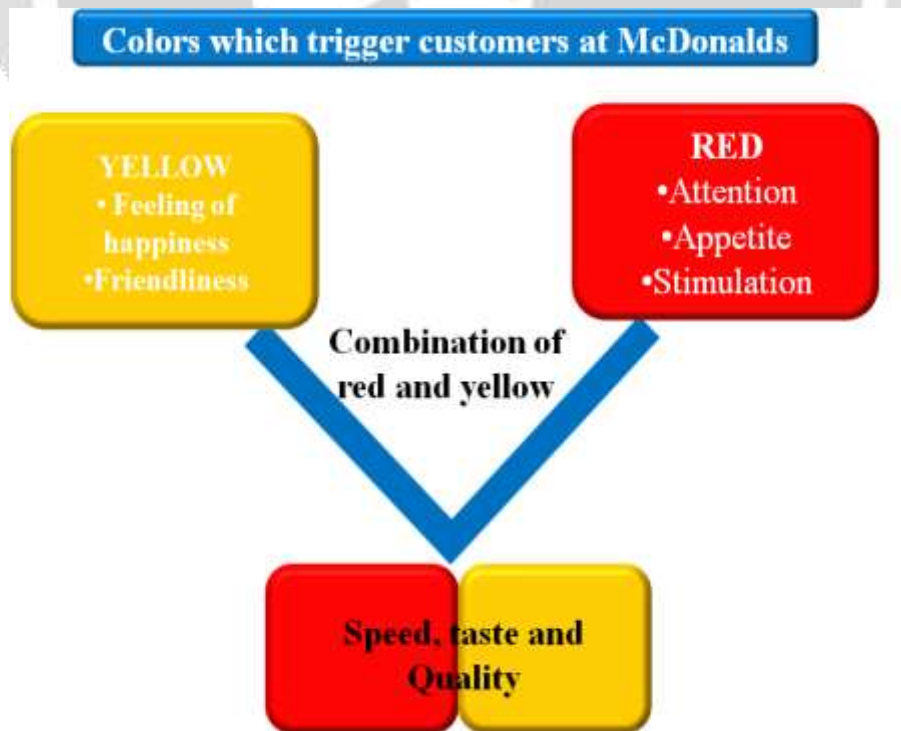 Colors which trigger customers at McDonalds
YELLOW
• Feeling of
happiness
•Friendliness
RED
•Attention
•Appetite
•Stimulation
Combination of
red and yellow
Speed, taste and
Quality